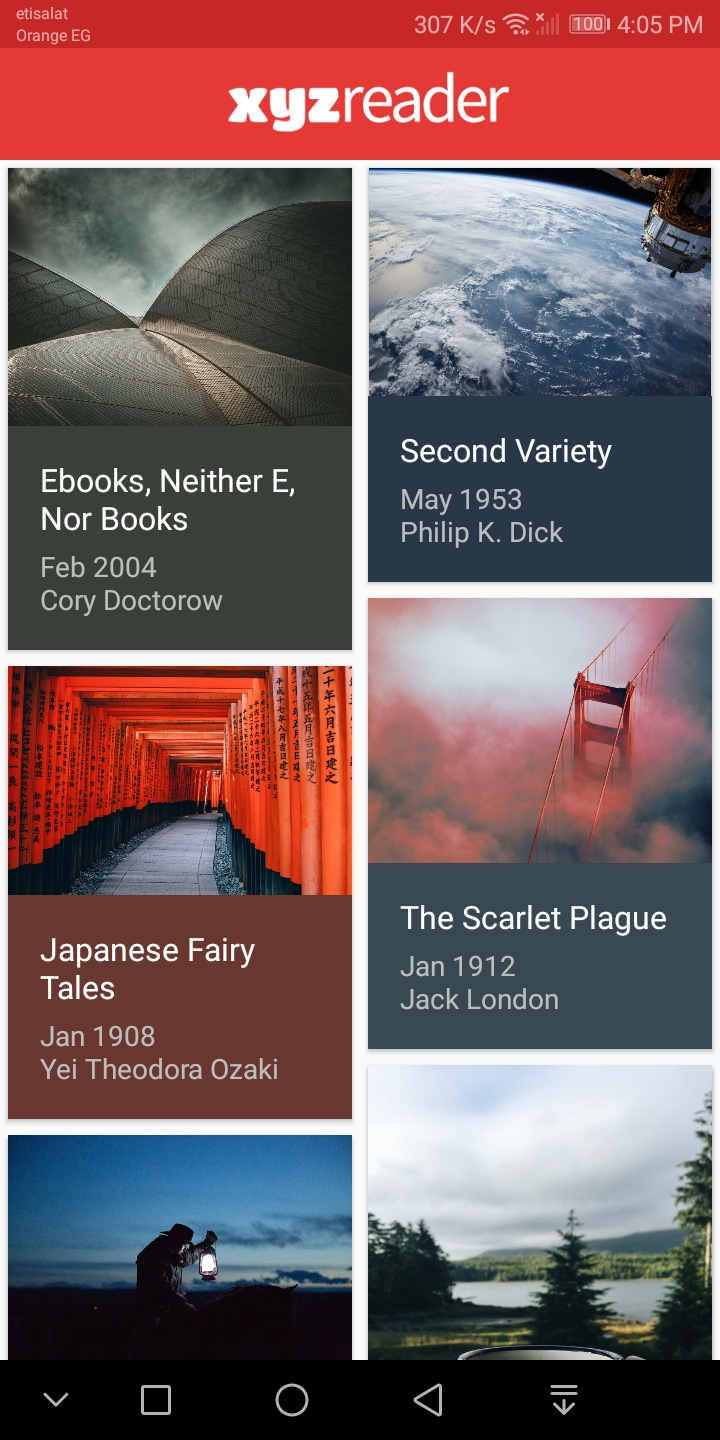 etisalat
Orange EG
307 K/s
100
4:05 PM
xyzreader
Ebooks, Neither E,
Nor Books
Feb 2004
Cory Doctorow
Second Variety
May 1953
Philip K. Dick
Japanese Fairy
Tales
Jan 1908
Yei Theodora Ozaki
The Scarlet Plague
Jan 1912
Jack London